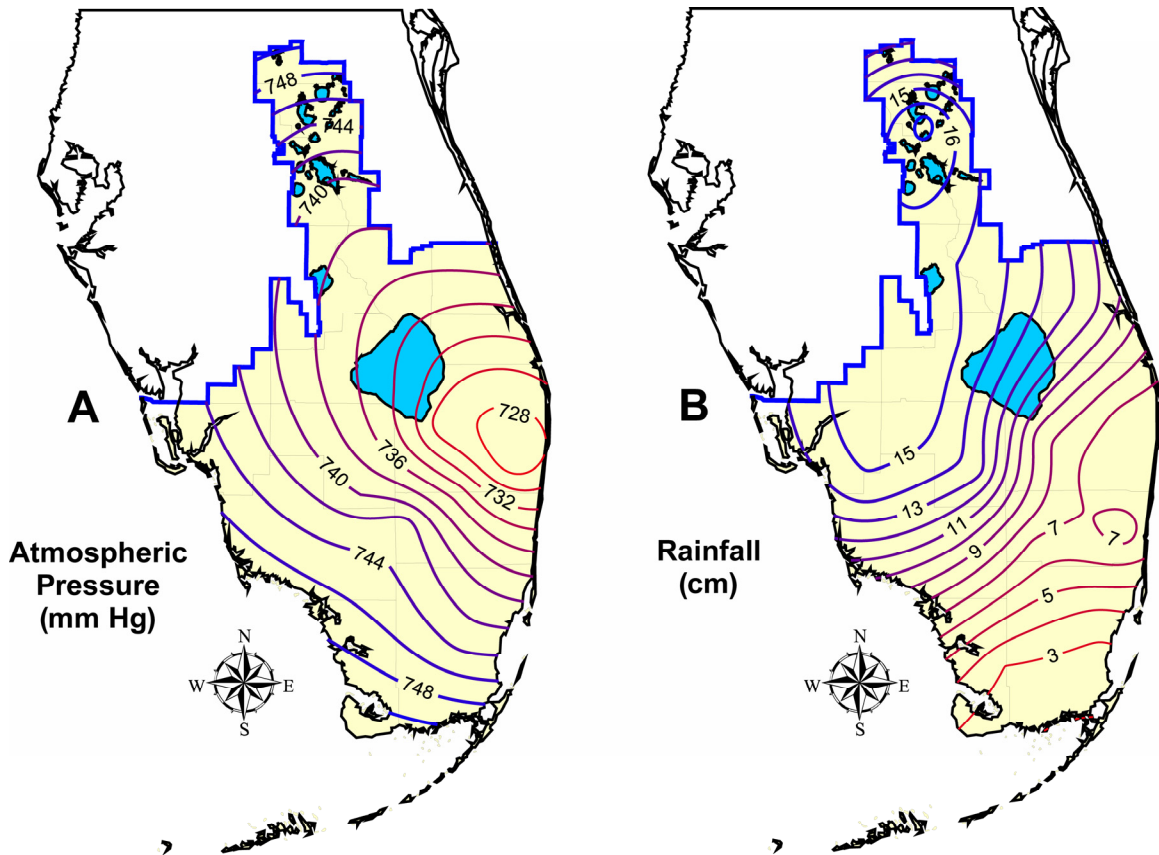 748
744
740
728
736
732
740
744
748
A
Atmospheric
Pressure
(mm Hg)
N
W
E
S
15
16
15
13
11
9
7
7
5
3
B
Rainfall
(cm)
N
W
E
S